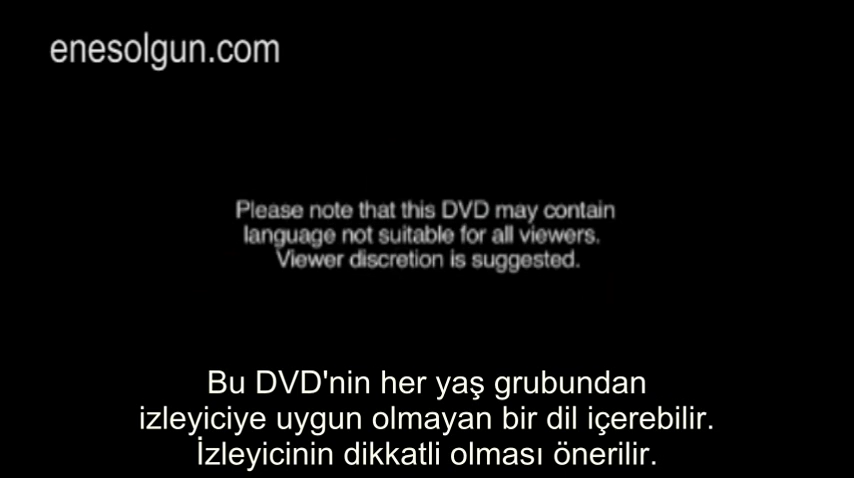 enesolgun.com
Please note that this DVD may contain
language not suitable for all viewers.
Viewer discretion is suggested.
Bu DVD'nin her yaş grubundan
izleyiciye uygun olmayan bir dil içerebilir.
İzleyicinin dikkatli olması önerilir.